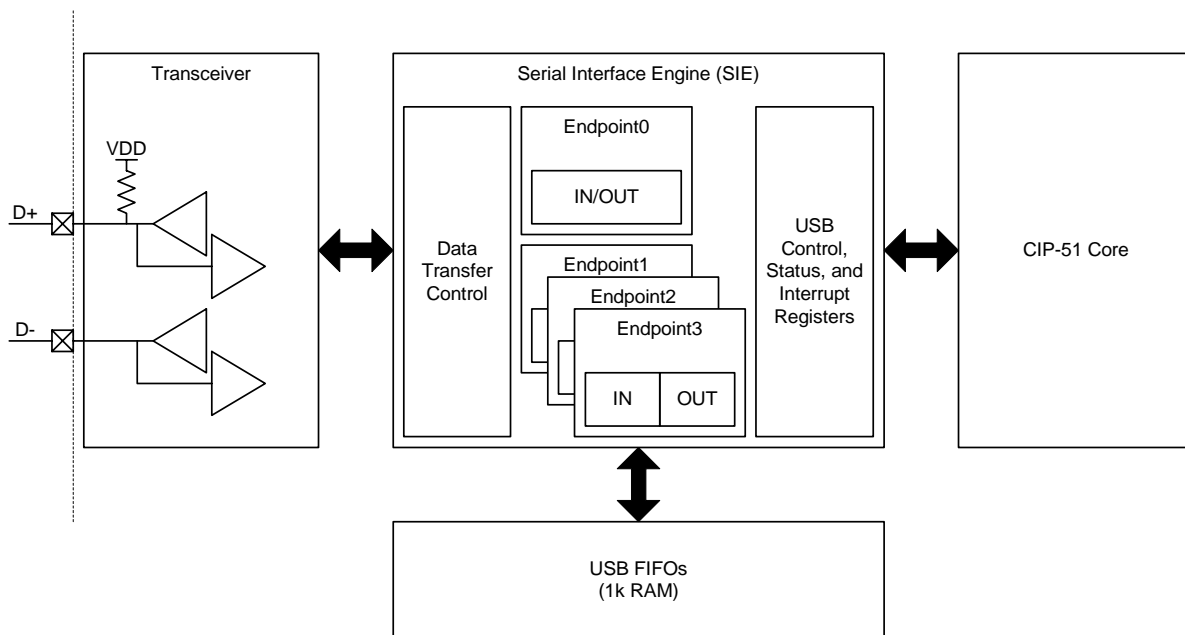 Transceiver
VDD
D+
D-
Serial Interface Engine (SIE)
Data
Transfer
Control
Endpoint0
IN/OUT
Endpoint1
Endpoint2
Endpoint3
IN
OUT
USB
Control,
Status, and
Interrupt
Registers
CIP-51 Core
USB FIFOs
(1k RAM)